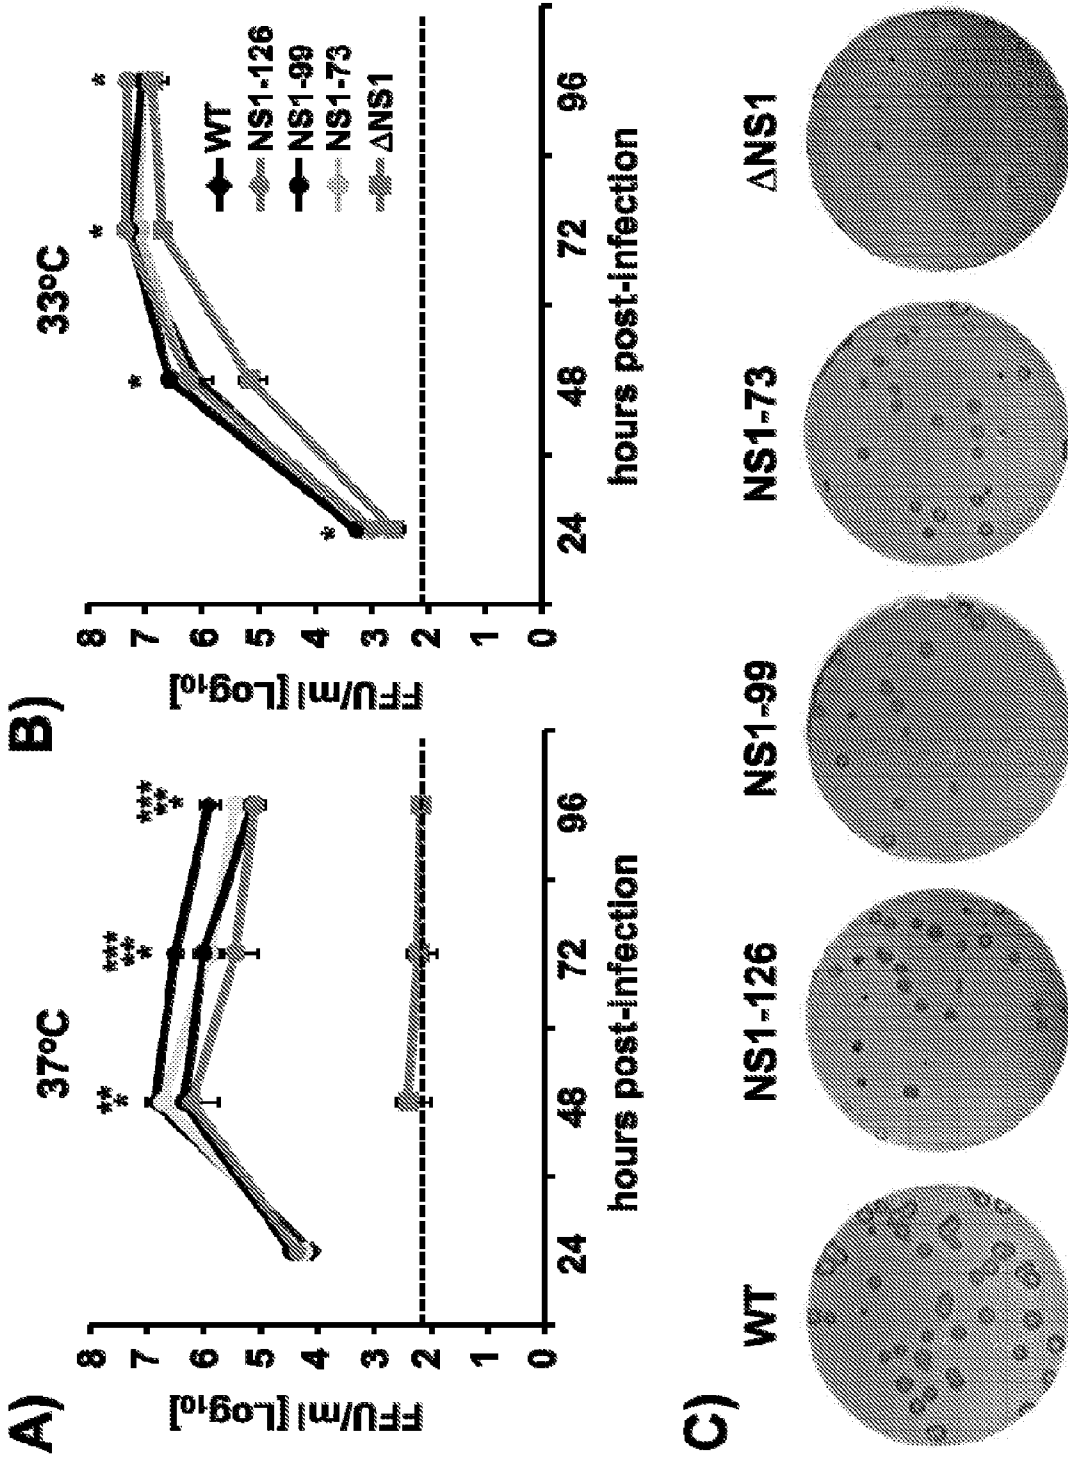 A)
37ºC
FFU/ml [Log10]
8
7
6
5
4
3
2
1
0
** *
*** ** *
*** ** *
24
48
72
96
hours post-infection
B)
33ºC
FFU/ml [Log10]
8
7
6
5
4
3
2
1
0
*
*
*
*
WT
NS1-126
NS1-99
NS1-73
ΔNS1
24
48
72
96
hours post-infection
C)
WT
NS1-126
NS1-99
NS1-73
ΔNS1